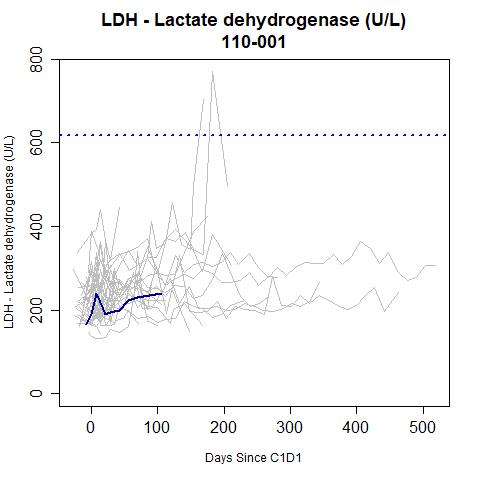 LDH - Lactate dehydrogenase (U/L)
110-001
LDH - Lactate dehydrogenase (U/L)
800
600
400
200
0
0 100 200 300 400 500
Days Since C1D1